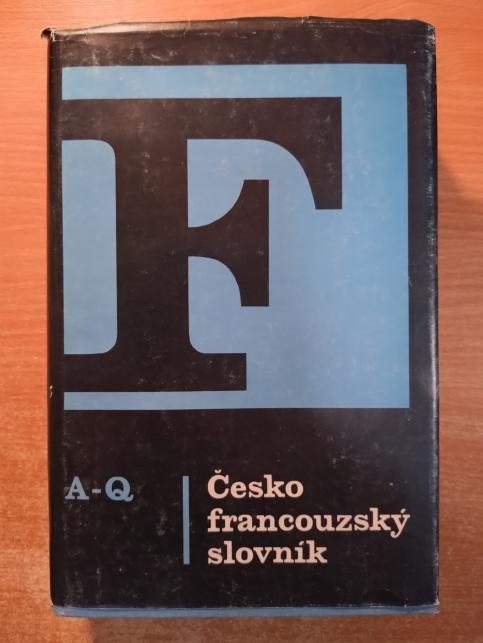 F
A-Q
Česko
francouzský
slovník